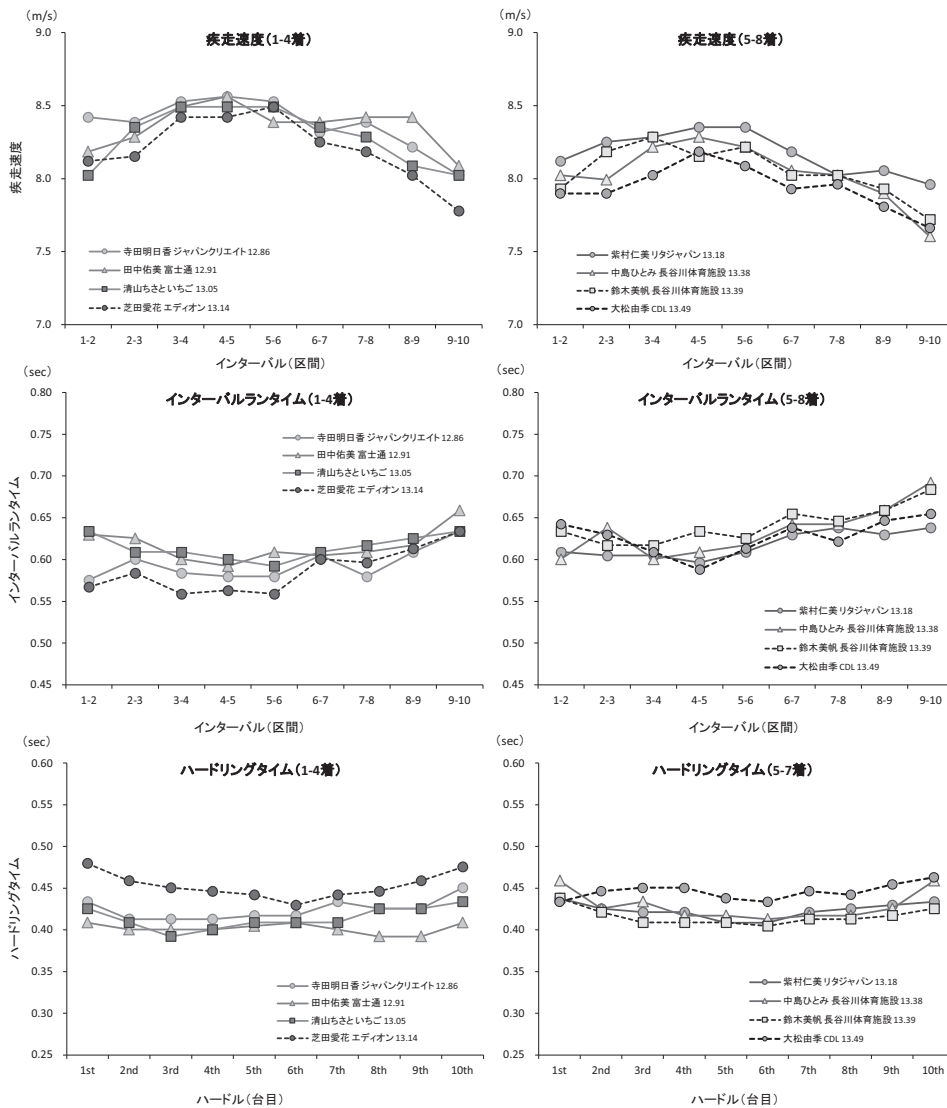 (m/s)
疾走速度(1-4着)
9.0
8.5
8.0
7.5
7.0
疾走速度
寺田明日香 ジャパンクリエイト 12.86
田中佑美 富士通 12.91
清山ちさと いちご 13.05
芝田愛花 エディオン 13.14
1-2 2-3 3-4 4-5 5-6 6-7 7-8 8-9 9-10
インターバル(区間)
(m/s)
疾走速度(5-8着)
9.0
8.5
8.0
7.5
7.0
紫村仁美 リタジャパン 13.18
中島ひとみ 長谷川体育施設 13.38
鈴木美帆 長谷川体育施設 13.39
大松由季 CDL 13.49
1-2 2-3 3-4 4-5 5-6 6-7 7-8 8-9 9-10
インターバル(区間)
(sec)
インターバルランタイム(1-4着)
0.80
0.75
0.70
0.65
0.60
0.55
0.50
0.45
インターバルランタイム
寺田明日香 ジャパンクリエイト 12.86
田中佑美 富士通 12.91
清山ちさと いちご 13.05
芝田愛花 エディオン 13.14
1-2 2-3 3-4 4-5 5-6 6-7 7-8 8-9 9-10
インターバル(区間)
(sec)
インターバルランタイム(5-8着)
0.80
0.75
0.70
0.65
0.60
0.55
0.50
0.45
紫村仁美 リタジャパン 13.18
中島ひとみ 長谷川体育施設 13.38
鈴木美帆 長谷川体育施設 13.39
大松由季 CDL 13.49
1-2 2-3 3-4 4-5 5-6 6-7 7-8 8-9 9-10
インターバル(区間)
(sec)
ハードリングタイム(1-4着)
0.60
0.55
0.50
0.45
0.40
0.35
0.30
0.25
ハードリングタイム
寺田明日香 ジャパンクリエイト 12.86
田中佑美 富士通 12.91
清山ちさと いちご 13.05
芝田愛花 エディオン 13.14
1st 2nd 3rd 4th 5th 6th 7th 8th 9th 10th
ハードル(台目)
(sec)
ハードリングタイム(5-7着)
0.60
0.55
0.50
0.45
0.40
0.35
0.30
0.25
紫村仁美 リタジャパン 13.18
中島ひとみ 長谷川体育施設 13.38
鈴木美帆 長谷川体育施設 13.39
大松由季 CDL 13.49
1st 2nd 3rd 4th 5th 6th 7th 8th 9th 10th
ハードル(台目)